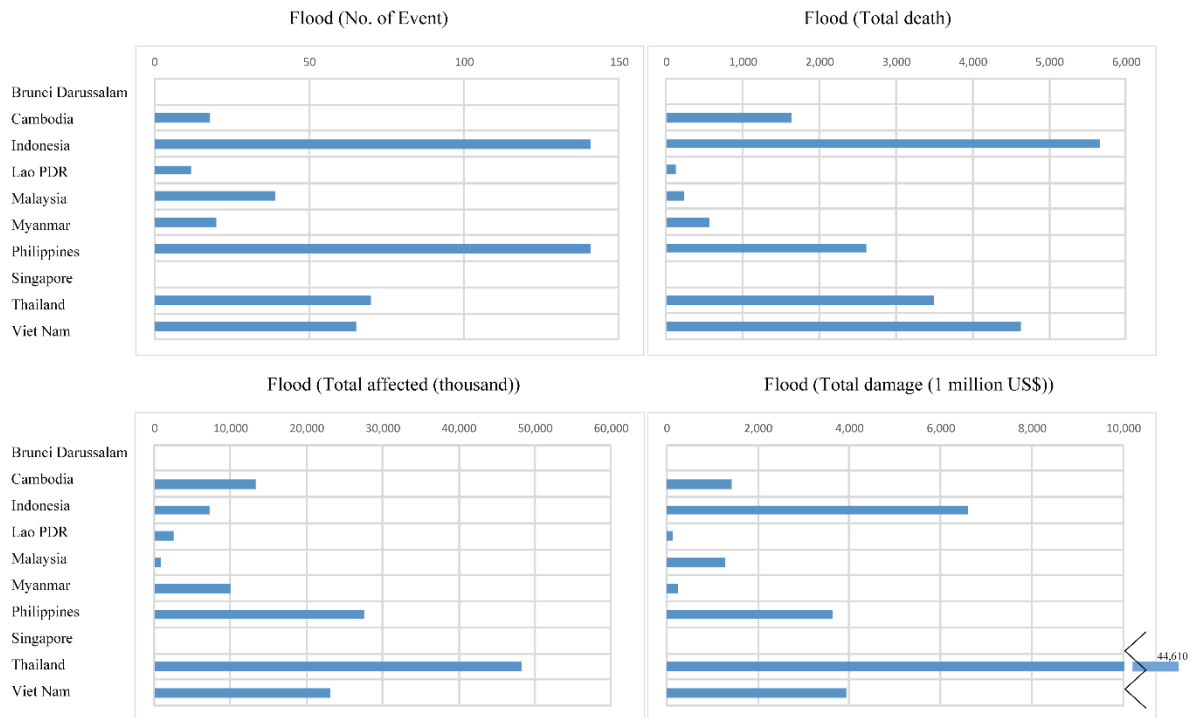 Flood (No. of Event)
0 50 100 150
Brunei Darussalam
Cambodia
Indonesia
Lao PDR
Malaysia
Myanmar
Philippines
Singapore
Thailand
Viet Nam
Flood (Total death)
0 1,000 2,000 3,000 4,000 5,000 6,000
Flood (Total affected (thousand))
0 10,000 20,000 30,000 40,000 50,000 60,000
Brunei Darussalam
Cambodia
Indonesia
Lao PDR
Malaysia
Myanmar
Philippines
Singapore
Thailand
Viet Nam
Flood (Total damage (1 million US$))
0 2,000 4,000 6,000 8,000 10,000
44,610